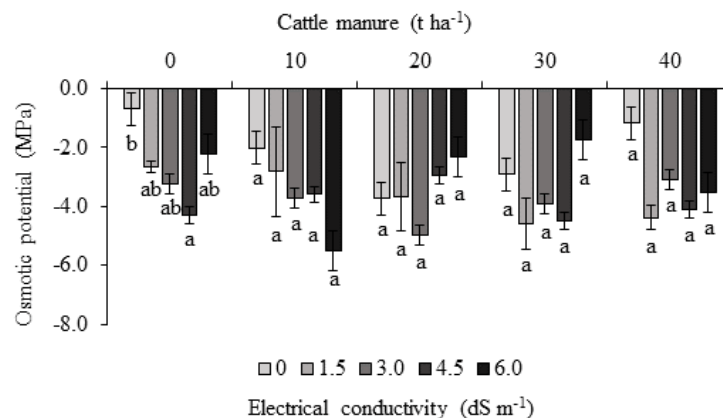 Cattle manure (t ha⁻¹)
0 10 20 30 40
0.0
-2.0
-4.0
-6.0
-8.0
Osmotic potential (MPa)
b ab ab a ab
a a a a a
a a a a a
a a a a a
a a a a a
0 1.5 3.0 4.5 6.0
Electrical conductivity (dS m⁻¹)